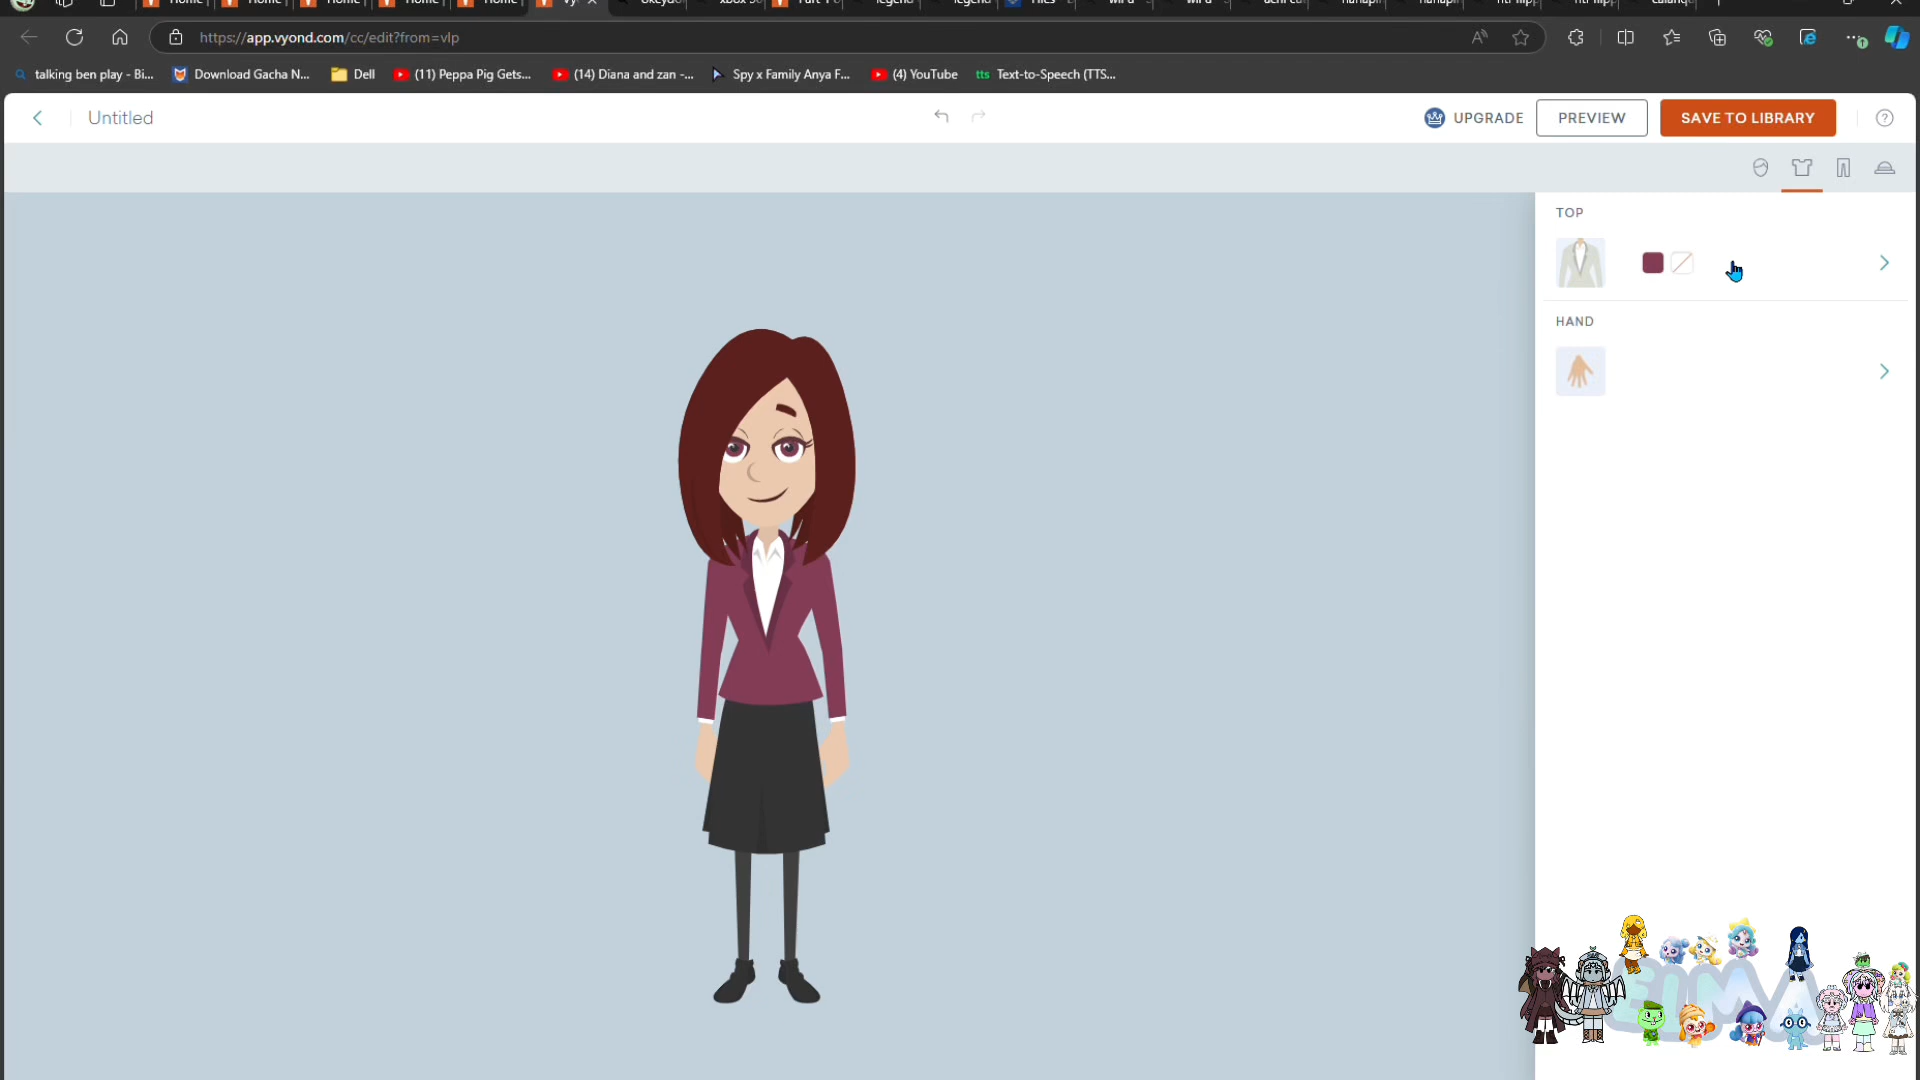 https://app.vyond.com/cc/edit?from=vlp
talking ben play - Bi...
Download Gacha N...
Dell
(11) Peppa Pig Gets...
(14) Diana and zan -...
Spy x Family Anya F...
(4) YouTube
tts Text-to-Speech (TTS...
Untitled
UPGRADE
PREVIEW
SAVE TO LIBRARY
TOP
HAND